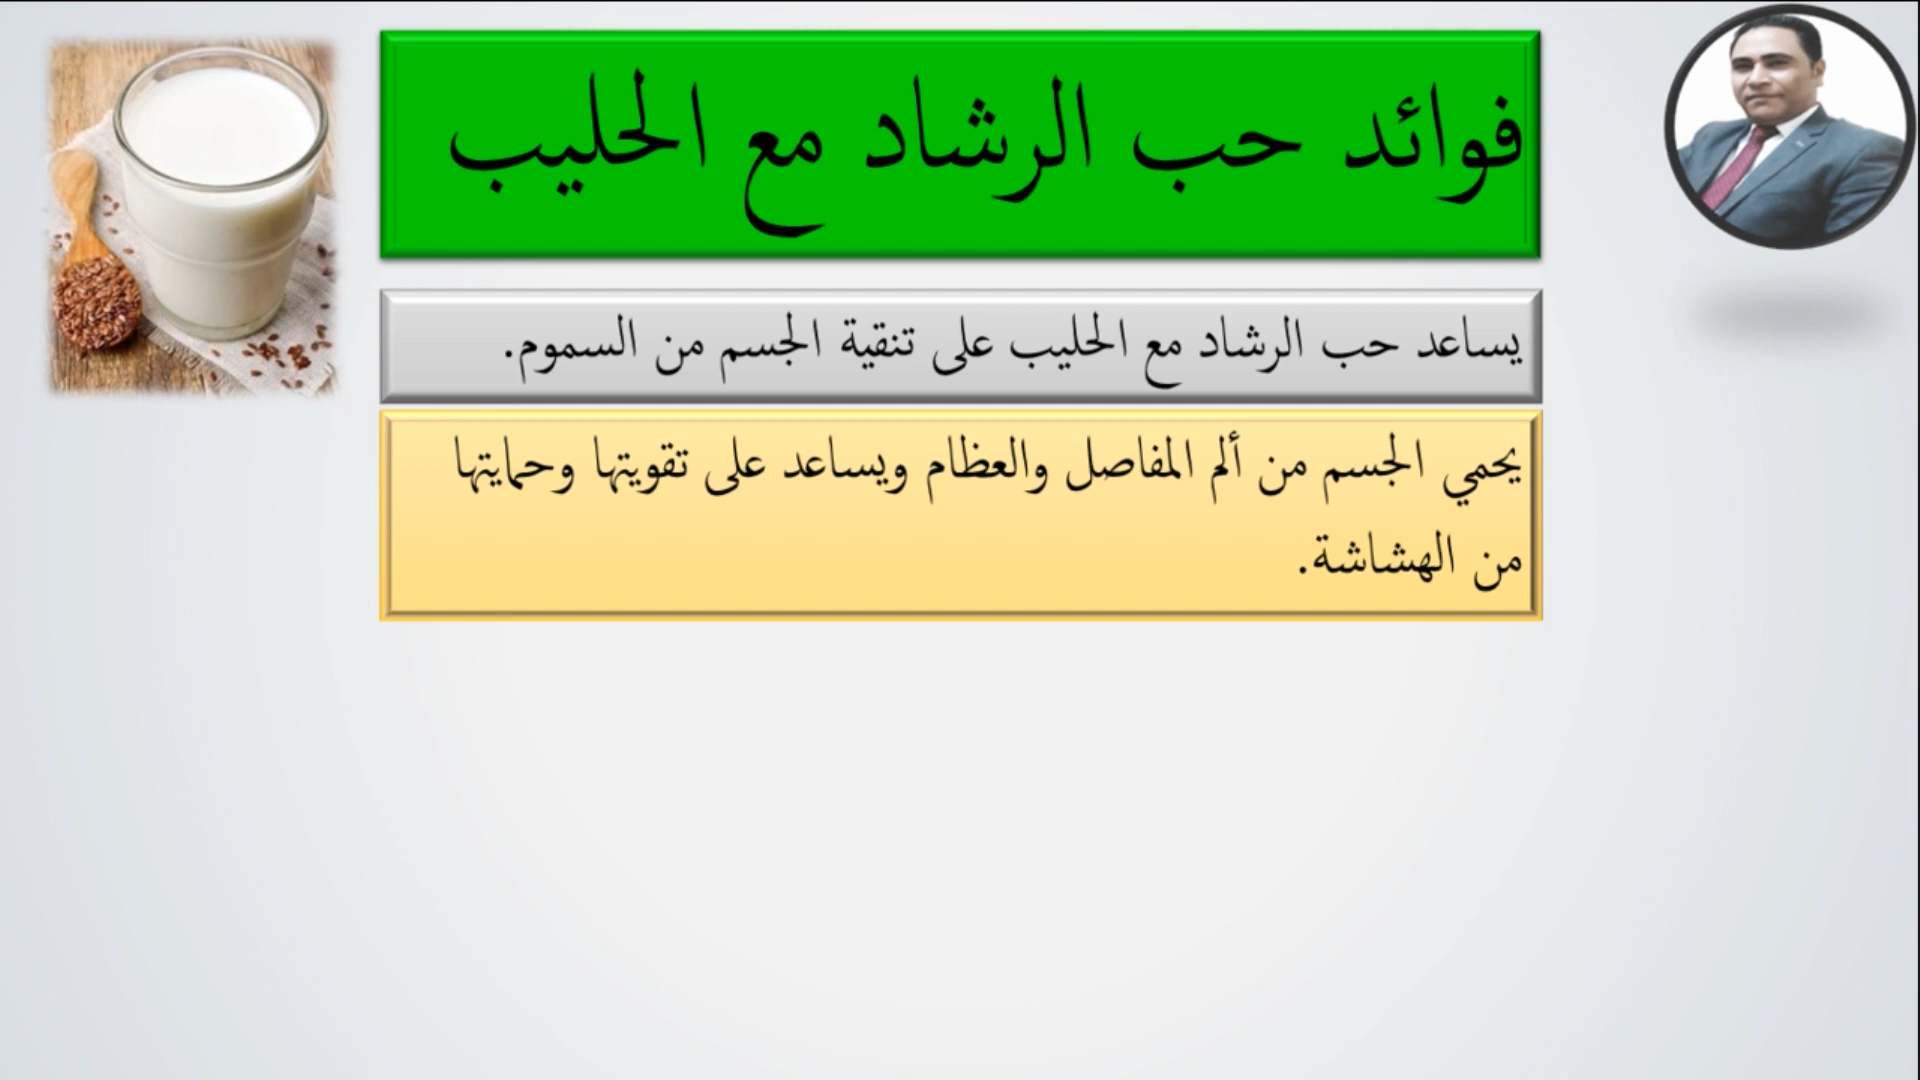 فوائد حب الرشاد مع الحليب
يساعد حب الرشاد مع الحليب على تنقية الجسم من السموم.
يحمي الجسم من ألم المفاصل والعظام ويساعد على تقويتها وحمايتها
من الهشاشة.